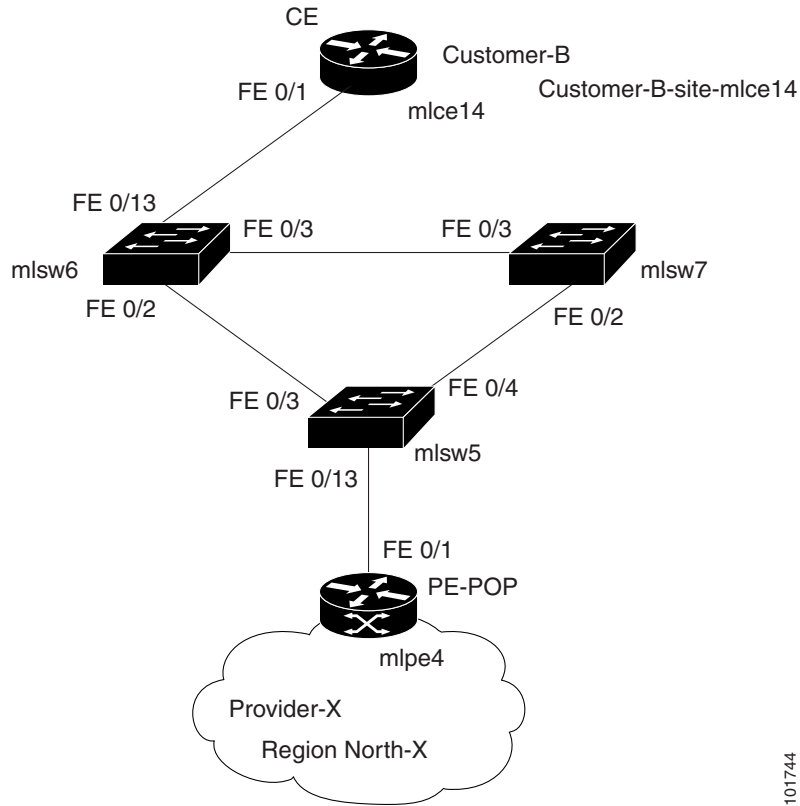 CE
Customer-B
FE 0/1
Customer-B-site-mlce14
mlce14
FE 0/13
FE 0/3
FE 0/3
mlsw6
mlsw7
FE 0/2
FE 0/2
FE 0/3
FE 0/4
mlsw5
FE 0/13
FE 0/1
PE-POP
mlpe4
Provider-X
Region North-X
101744